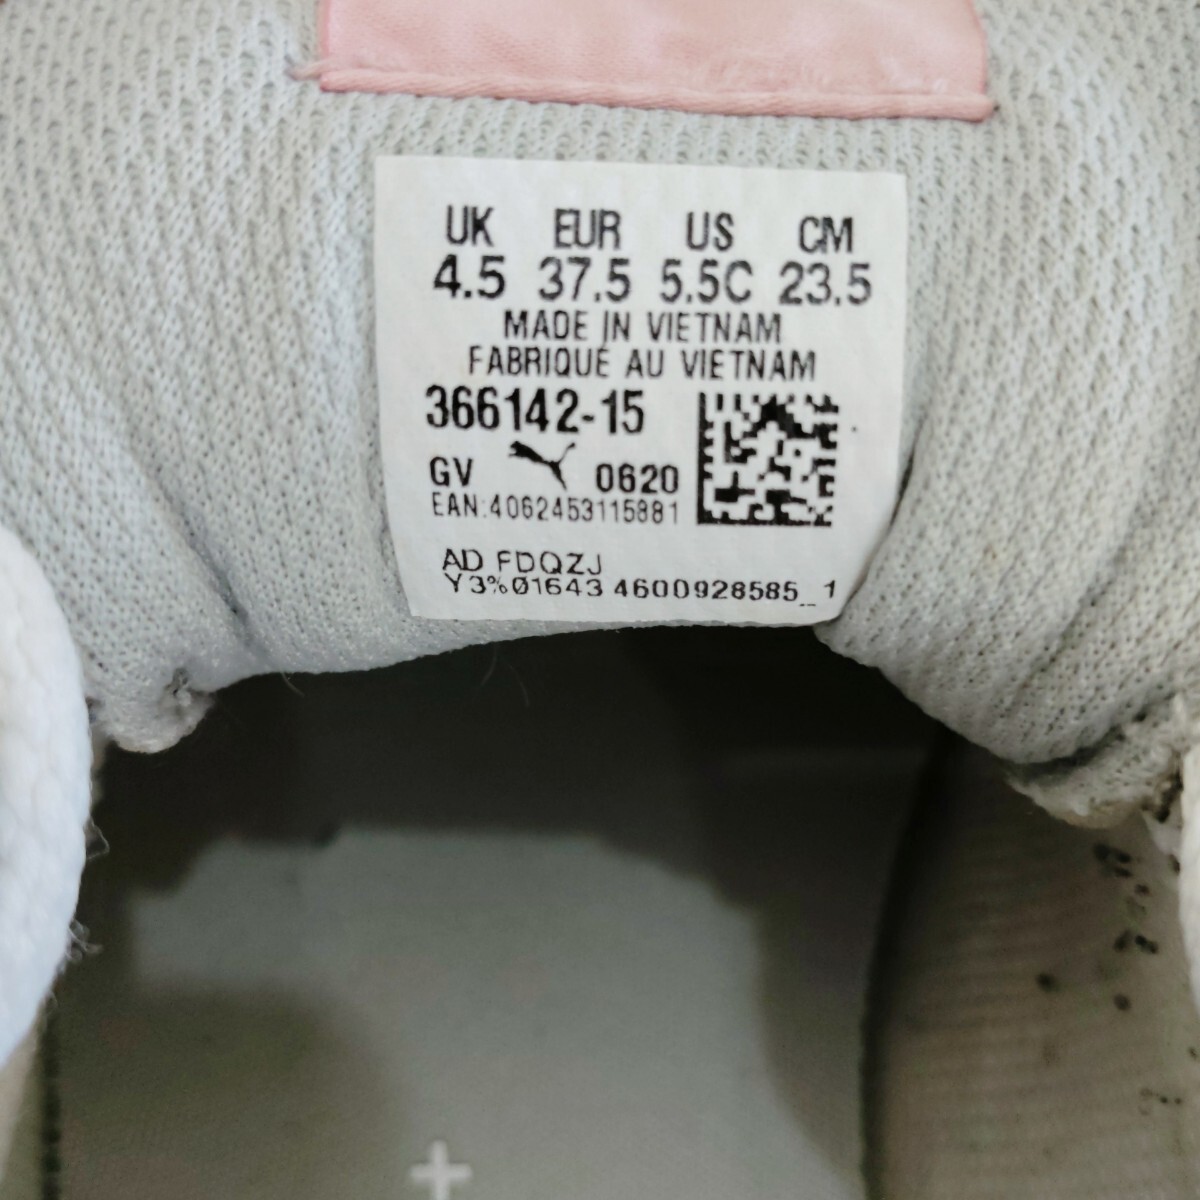 UK EUR US CM
4.5 37.5 5.5C 23.5
MADE IN VIETNAM
FABRIQUÉ AU VIETNAM
366142-15
GV 0620
EAN:4062453115881
AD FDQZJ
Y3%01643 4600928585_1